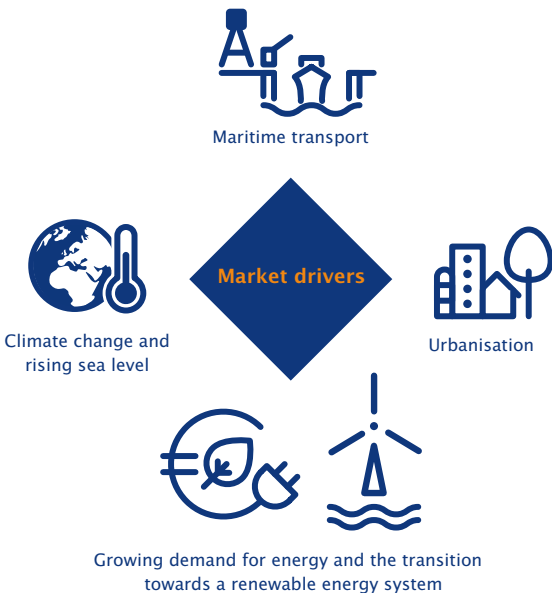 Maritime transport
Market drivers
Climate change and
rising sea level
Urbanisation
Growing demand for energy and the transition
towards a renewable energy system